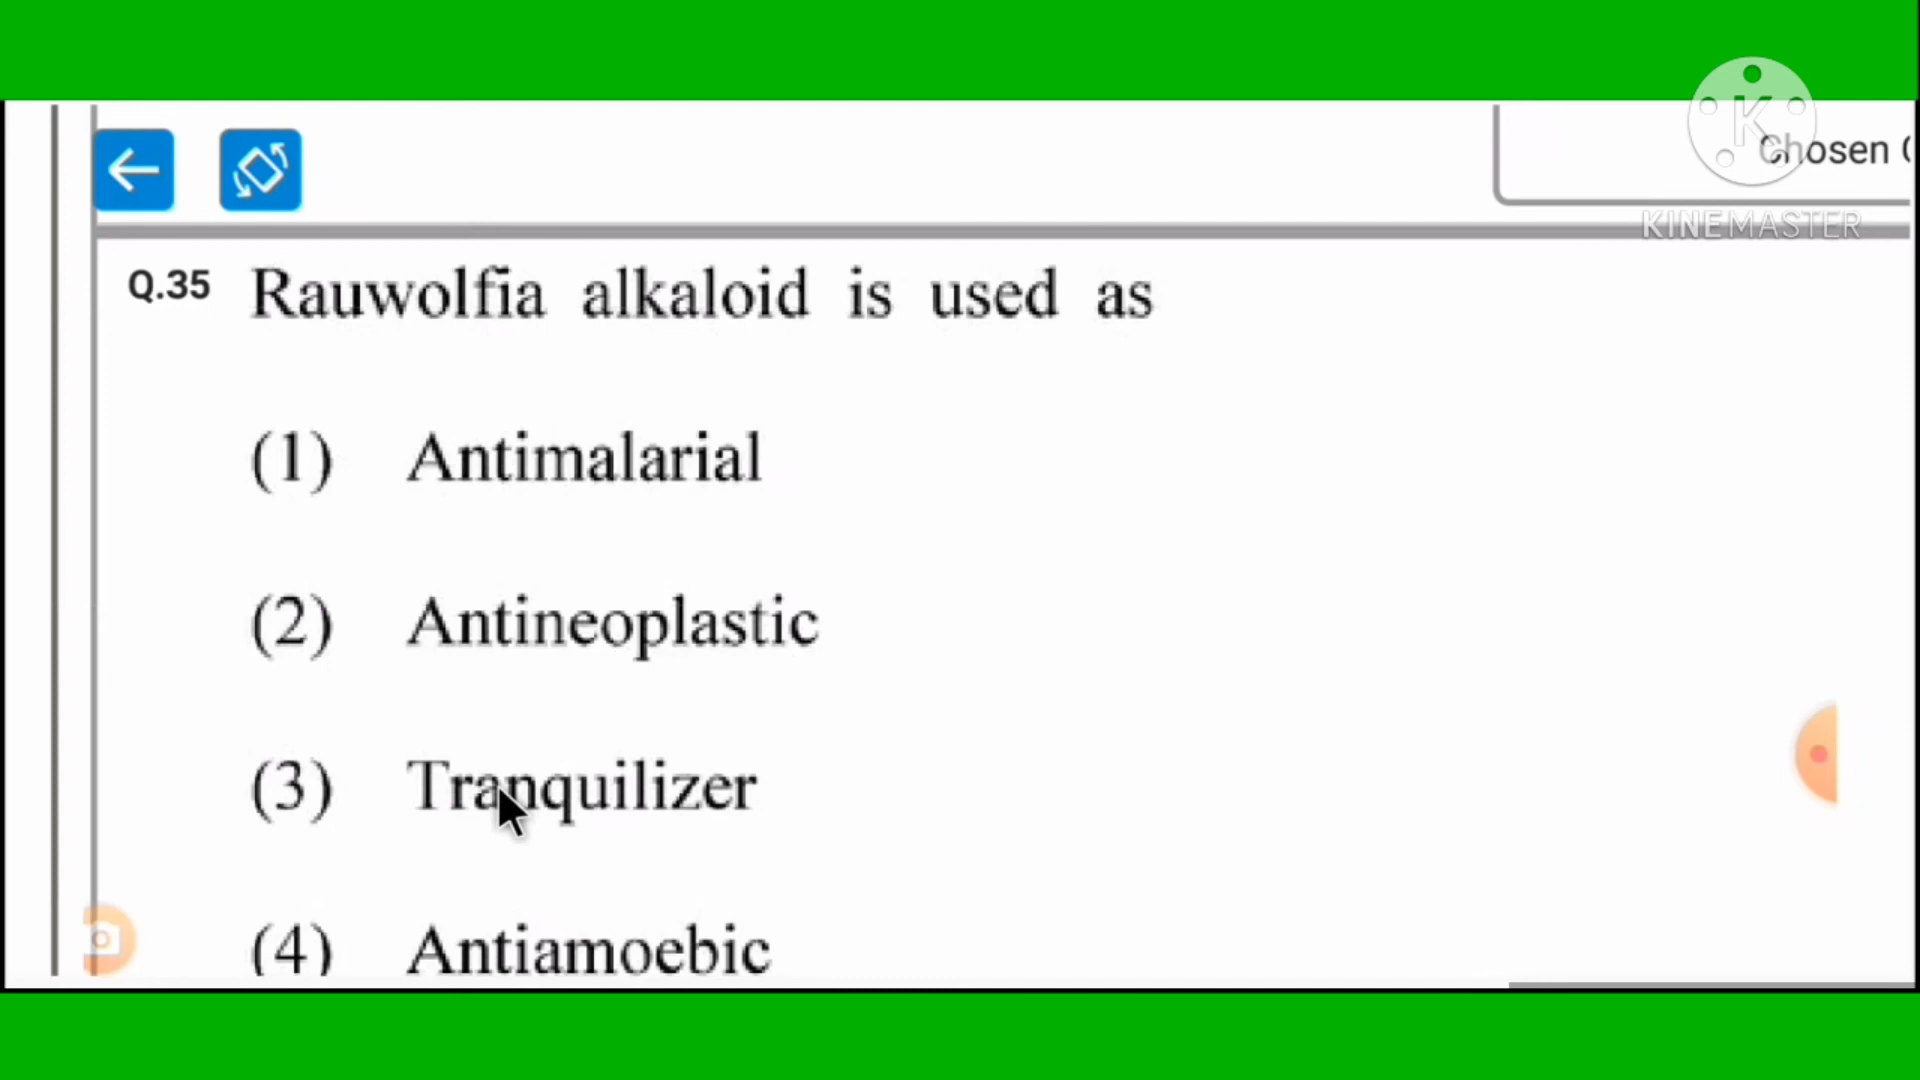 Chosen
KINEMASTER
Q.35 Rauwolfia alkaloid is used as
(1) Antimalarial
(2) Antineoplastic
(3) Tranquilizer
(4) Antiamoebic